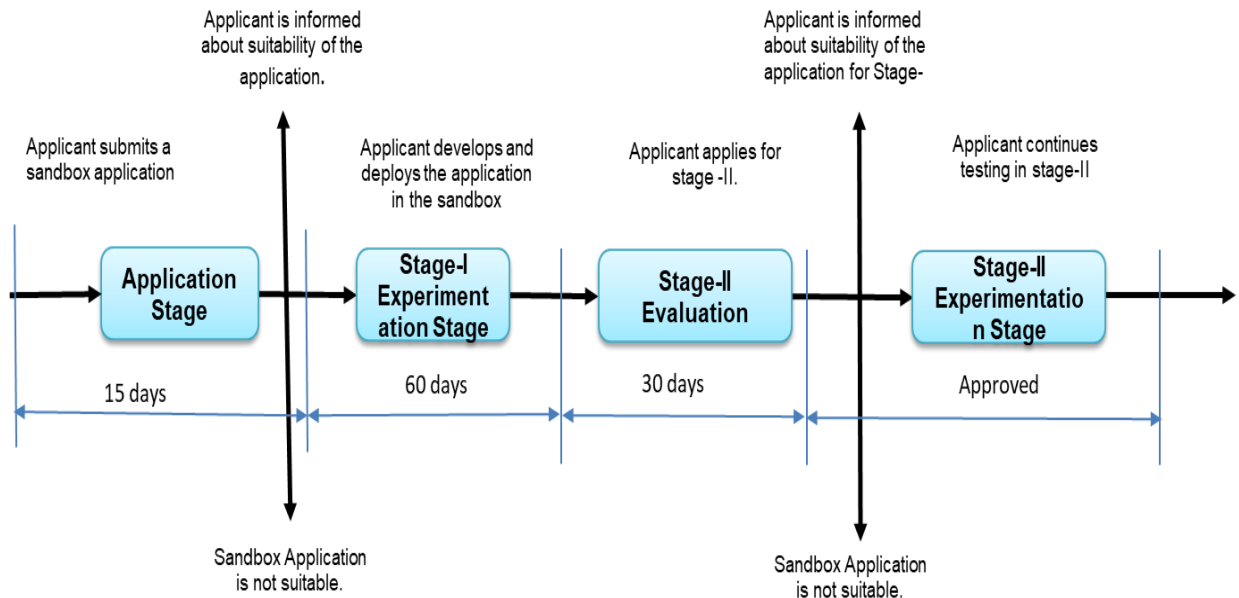 Applicant is informed
about suitability of the
application.
Applicant is informed
about suitability of the
application for Stage-
Applicant submits a
sandbox application
Applicant develops and
deploys the application
in the sandbox
Applicant applies for
stage -II.
Applicant continues
testing in stage-II
Application
Stage
Stage-I
Experiment
ation Stage
Stage-II
Evaluation
Stage-II
Experimentatio
n Stage
15 days
60 days
30 days
Approved
Sandbox Application
is not suitable.
Sandbox Application
is not suitable.